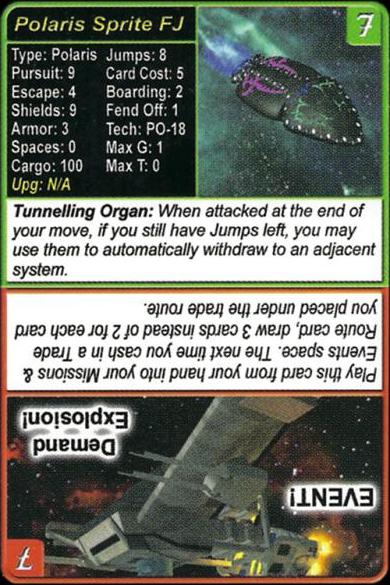 Polaris Sprite FJ
7
Type: Polaris Jumps: 8
Pursuit: 9 Card Cost: 5
Escape: 4 Boarding: 2
Shields: 9 Fend Off: 1
Armor: 3 Tech: PO-18
Spaces: 0 Max G: 1
Cargo: 100 Max T: 0
Upg: N/A
Tunnelling Organ: When attacked at the end of
your move, if you still have Jumps left, you may
use them to automatically withdraw to an adjacent
system.
7
EVENT!
Demand
Explosion!
Play this card from your hand into your Missions &
Events space. The next time you cash in a Trade
Route card, draw 3 cards instead of 2 for each card
you placed under the trade route.